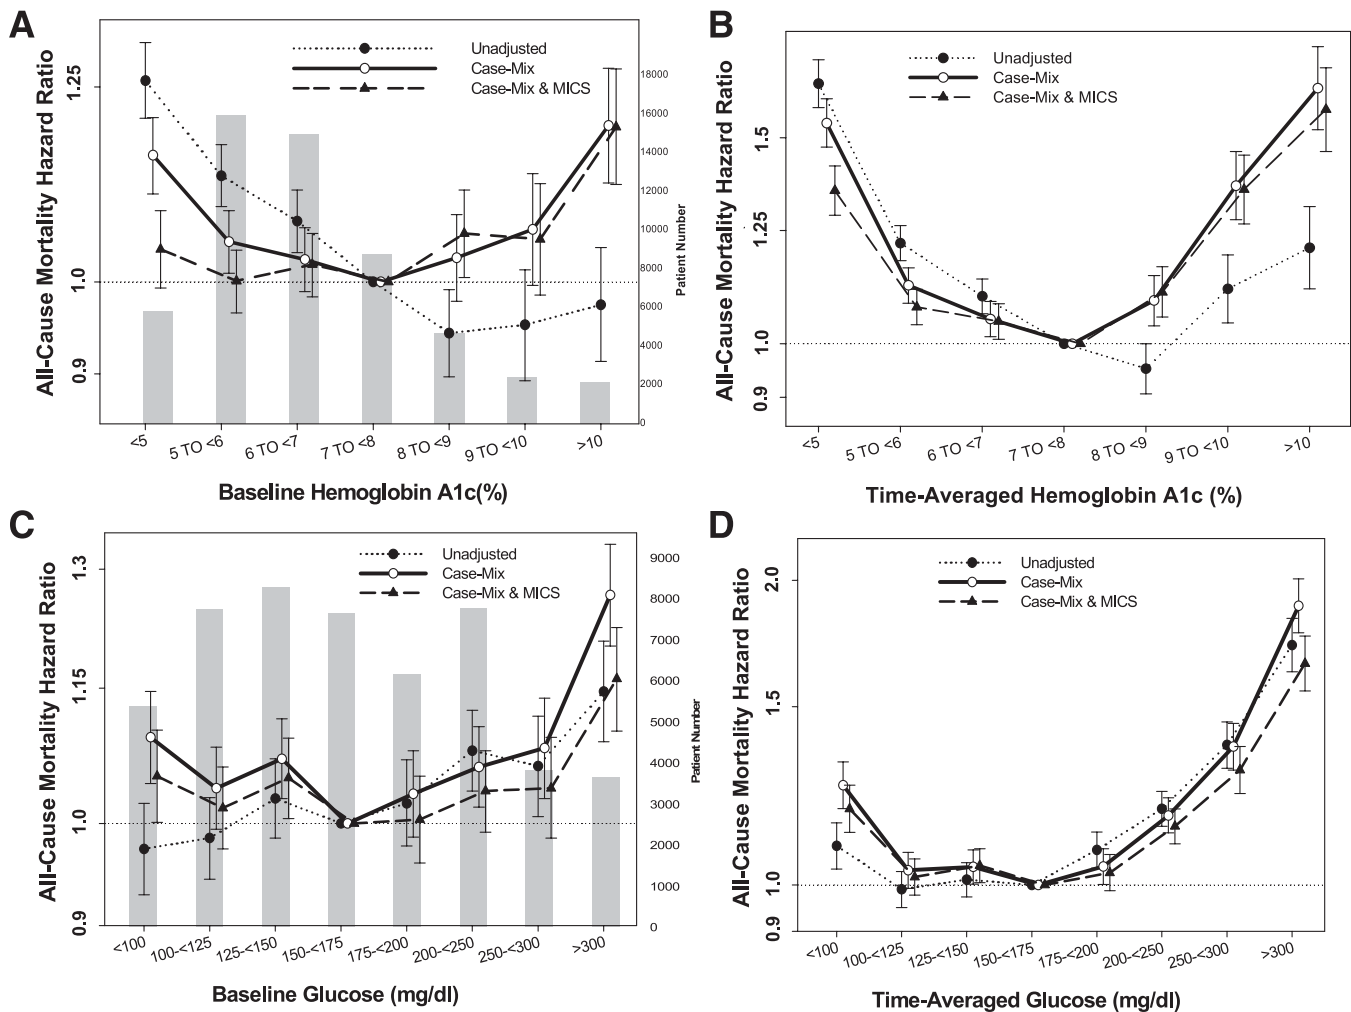 A
All-Cause Mortality Hazard Ratio
1.25
1.0
0.9
Unadjusted
Case-Mix
Case-Mix & MICS
18000
16000
14000
12000
10000
8000
6000
4000
2000
0
Patient Number
<5
5 TO <6
6 TO <7
7 TO <8
8 TO <9
9 TO <10
>10
Baseline Hemoglobin A1c(%)
B
All-Cause Mortality Hazard Ratio
1.5
1.25
1.0
0.9
Unadjusted
Case-Mix
Case-Mix & MICS
<5
5 TO <6
6 TO <7
7 TO <8
8 TO <9
9 TO <10
>10
Time-Averaged Hemoglobin A1c (%)
C
All-Cause Mortality Hazard Ratio
1.3
1.15
1.0
0.9
Unadjusted
Case-Mix
Case-Mix & MICS
9000
8000
7000
6000
5000
4000
3000
2000
1000
0
Patient Number
<100
100-<125
125-<150
150-<175
175-<200
200-<250
250-<300
>300
Baseline Glucose (mg/dl)
D
All-Cause Mortality Hazard Ratio
2.0
1.5
1.0
0.9
Unadjusted
Case-Mix
Case-Mix & MICS
<100
100-<125
125-<150
150-<175
175-<200
200-<250
250-<300
>300
Time-Averaged Glucose (mg/dl)